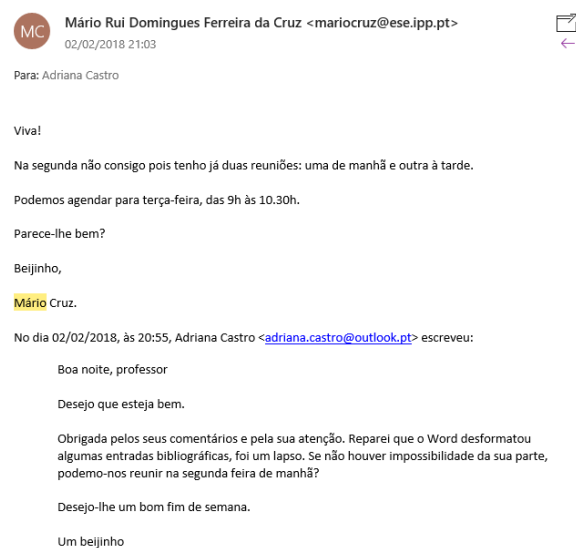 MC
Mário Rui Domingues Ferreira da Cruz <mariocruz@ese.ipp.pt>
02/02/2018 21:03
Para: Adriana Castro
Viva!
Na segunda não consigo pois tenho já duas reuniões: uma de manhã e outra à tarde.
Podemos agendar para terça-feira, das 9h às 10.30h.
Parece-lhe bem?
Beijinho,
Mário Cruz.
No dia 02/02/2018, às 20:55, Adriana Castro <adriana.castro@outlook.pt> escreveu:
Boa noite, professor
Desejo que esteja bem.
Obrigada pelos seus comentários e pela sua atenção. Reparei que o Word desformatou
algumas entradas bibliográficas, foi um lapso. Se não houver impossibilidade da sua parte,
podemo-nos reunir na segunda feira de manhã?
Desejo-lhe um bom fim de semana.
Um beijinho